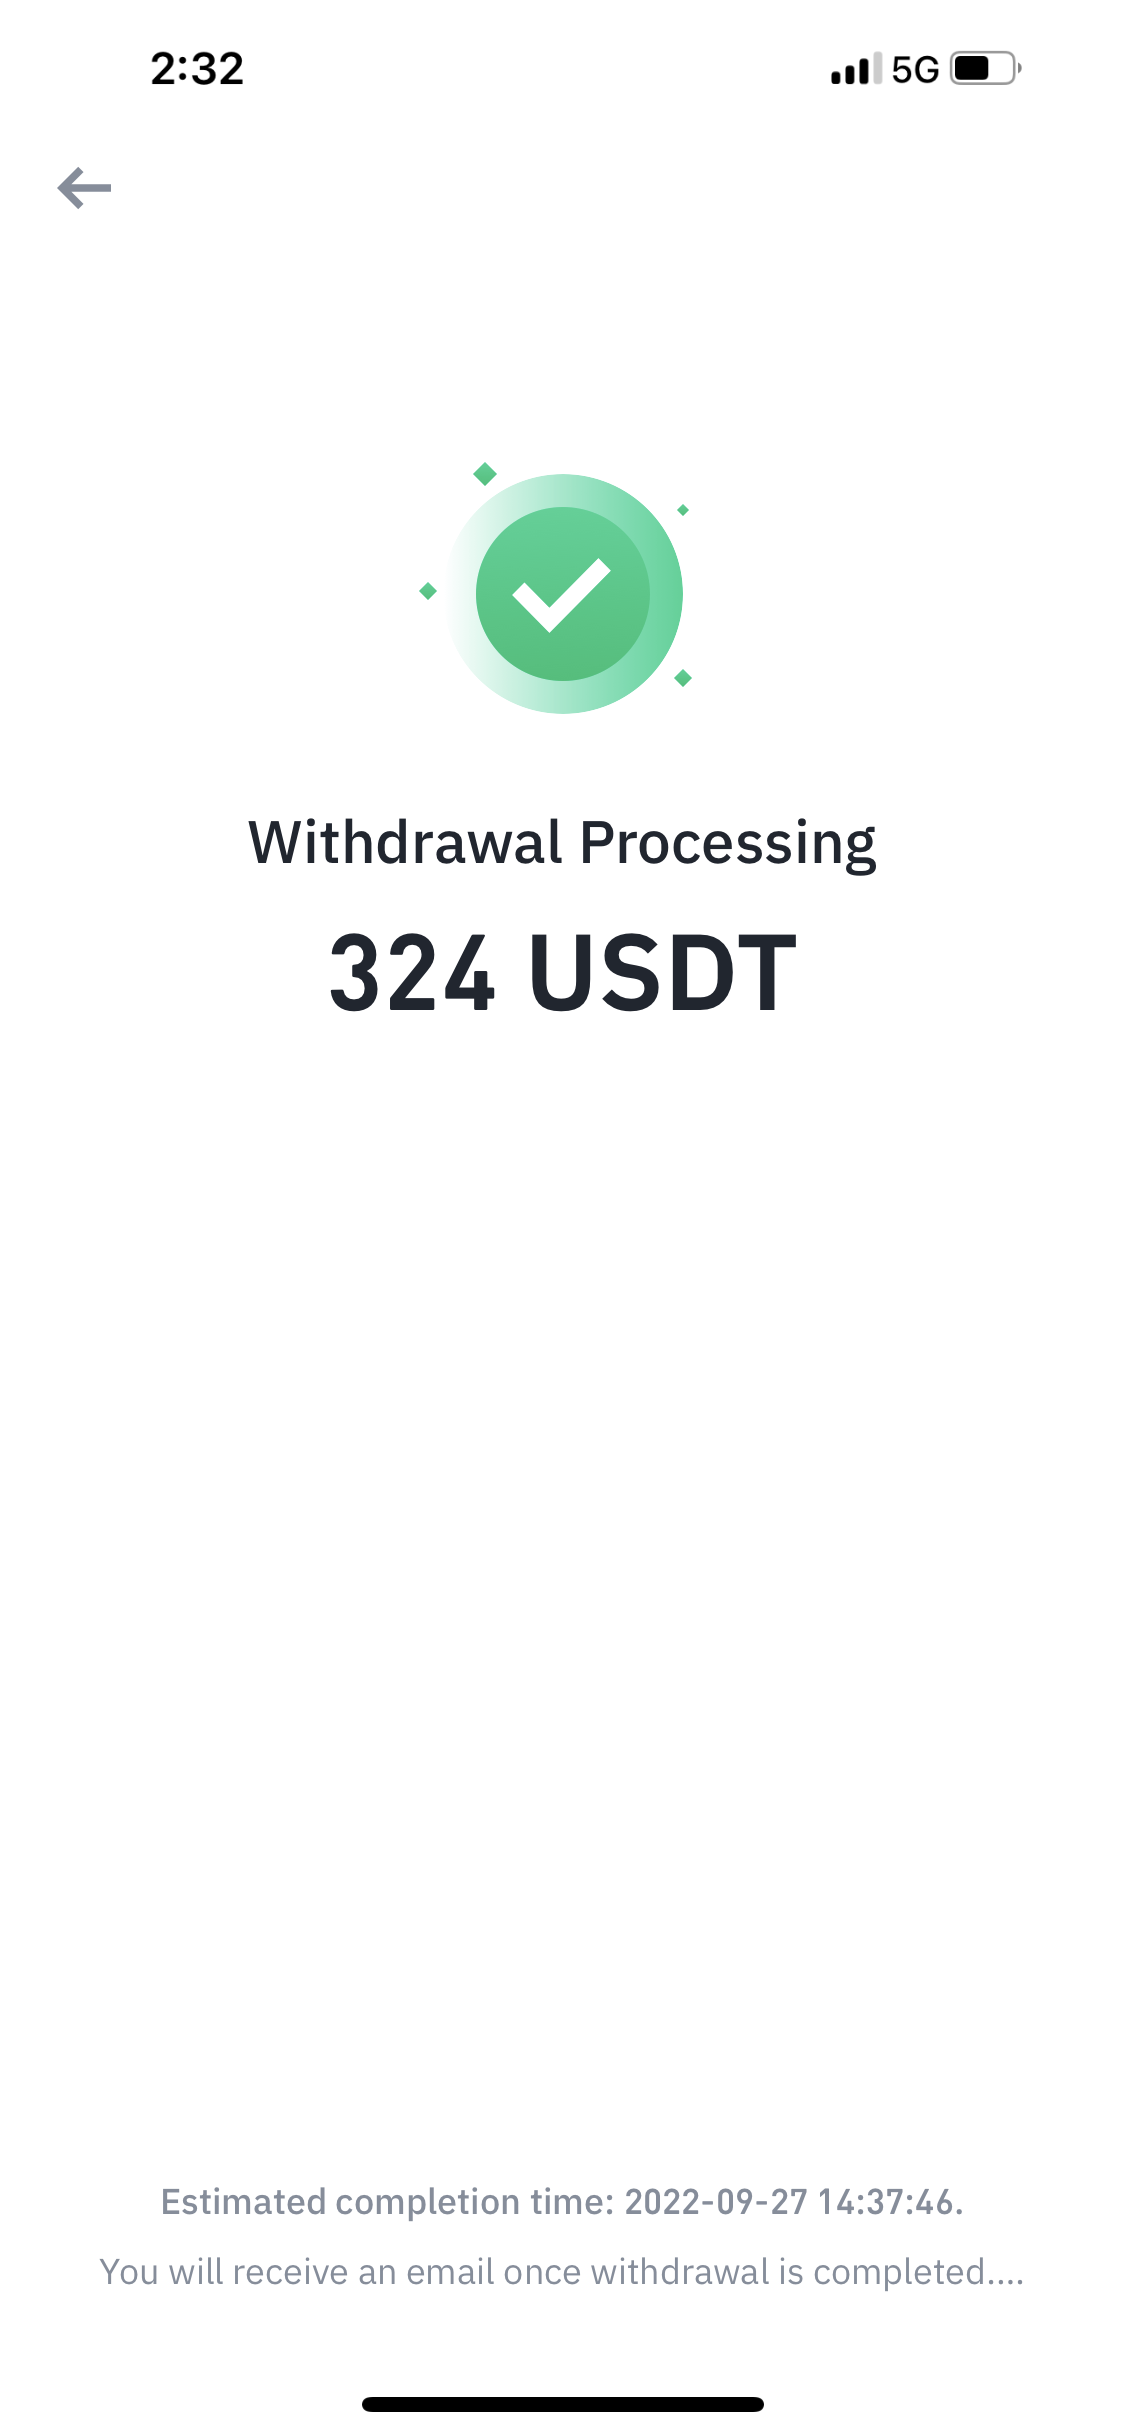 2:32
5G
Withdrawal Processing
324 USDT
Estimated completion time: 2022-09-27 14:37:46.
You will receive an email once withdrawal is completed....